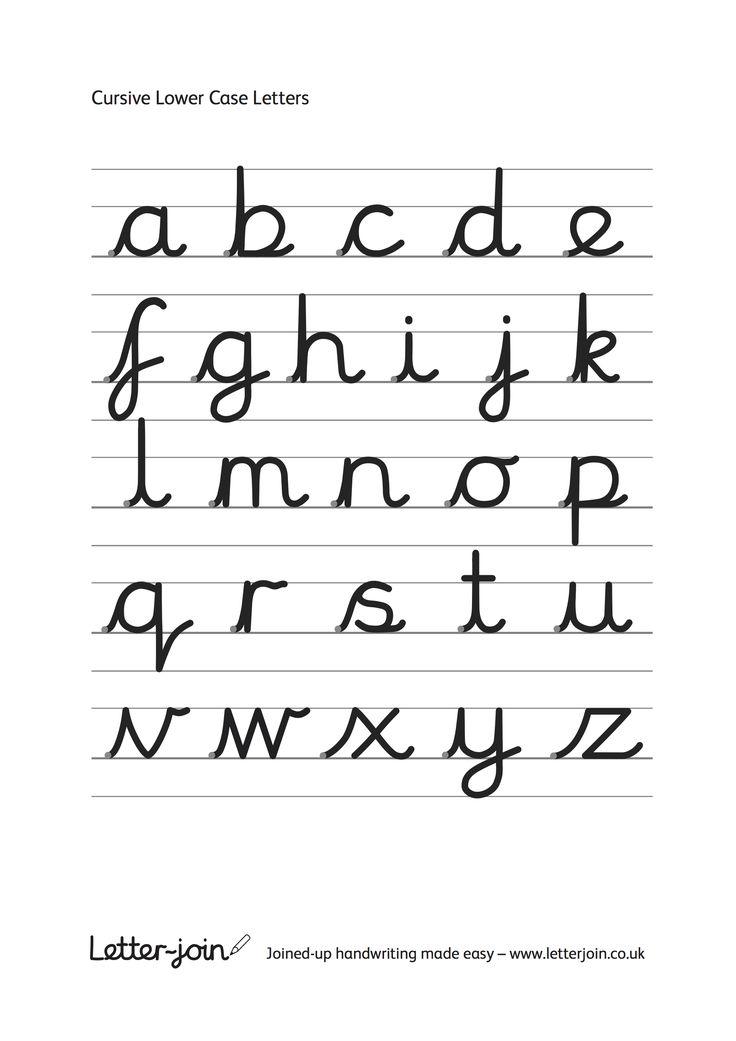 Cursive Lower Case Letters
a b c d e
f g h i j k
l m n o p
q r s t u
v w x y z
Letter-join Joined-up handwriting made easy – www.letterjoin.co.uk